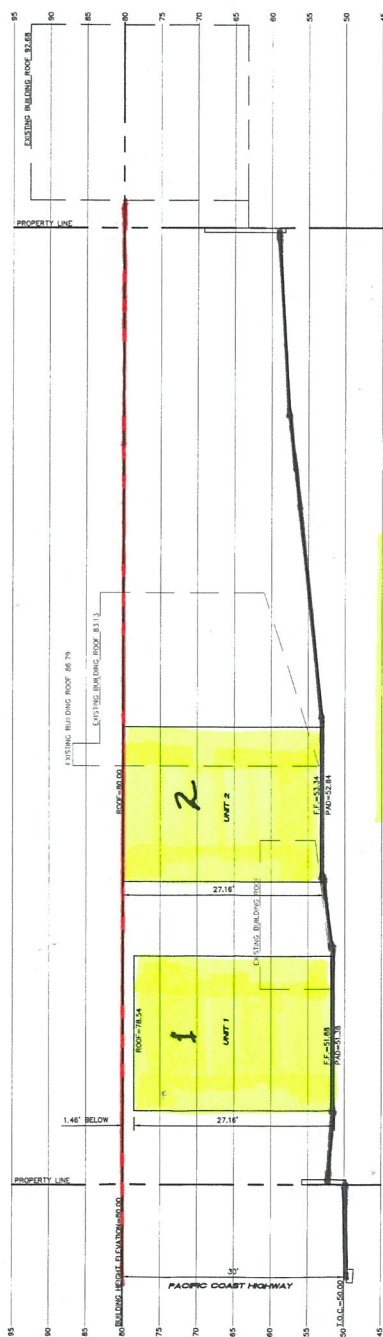 95
90
85
80
75
70
65
60
55
50
45
EXISTING BUILDING ROOF 92.68
PROPERTY LINE
EXISTING BUILDING ROOF 86.79
EXISTING BUILDING ROOF 83.13
ROOF=80.00
2
UNIT 2
F.F.=53.34
PAD=52.84
27.16'
EXISTING BUILDING ROOF
ROOF=78.54
1
UNIT 1
F.F.=51.88
PAD=51.38
1.46' BELOW
27.16'
PROPERTY LINE
BUILDING HEIGHT ELEVATION=80.00
30'
PACIFIC COAST HIGHWAY
T.O.C.=50.00
95
90
85
80
75
70
65
60
55
50
45